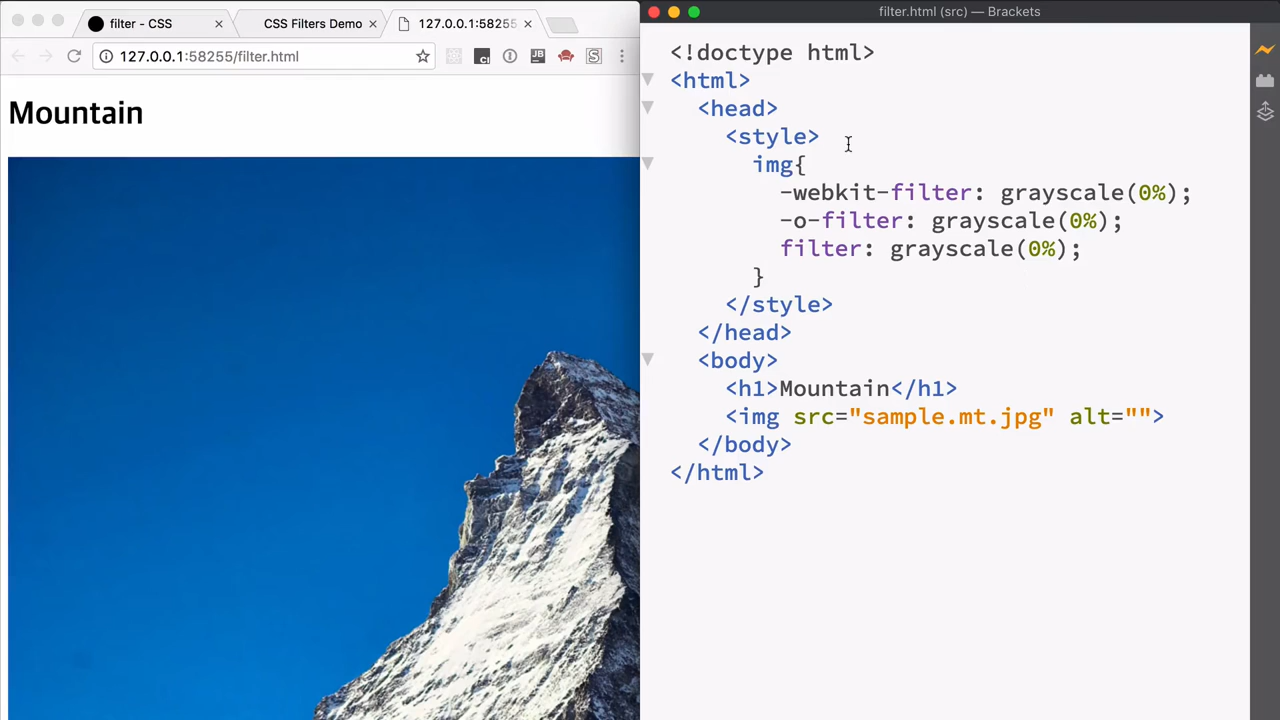 filter - CSS
CSS Filters Demo
127.0.0.1:58255
127.0.0.1:58255/filter.html
Mountain
filter.html (src) — Brackets
<!doctype html>
<html>
<head>
<style>
img{
-webkit-filter: grayscale(0%);
-o-filter: grayscale(0%);
filter: grayscale(0%);
}
</style>
</head>
<body>
<h1>Mountain</h1>
<img src="sample.mt.jpg" alt="">
</body>
</html>